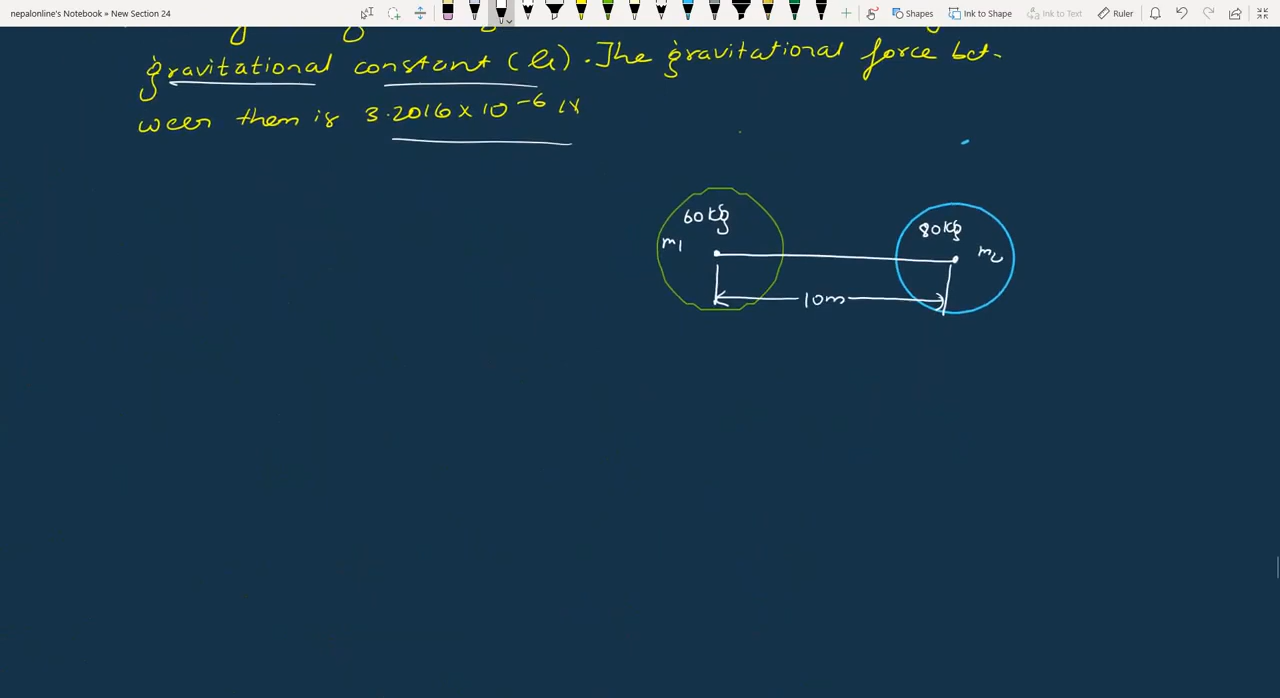 nepalonline's Notebook » New Section 24
Shapes
Ink to Shape
Ink to Text
Ruler
gravitational constant (G). The gravitational force bet-
ween them is 3.2016 x 10-6 N
60kg
80kg
m1
m2
10m